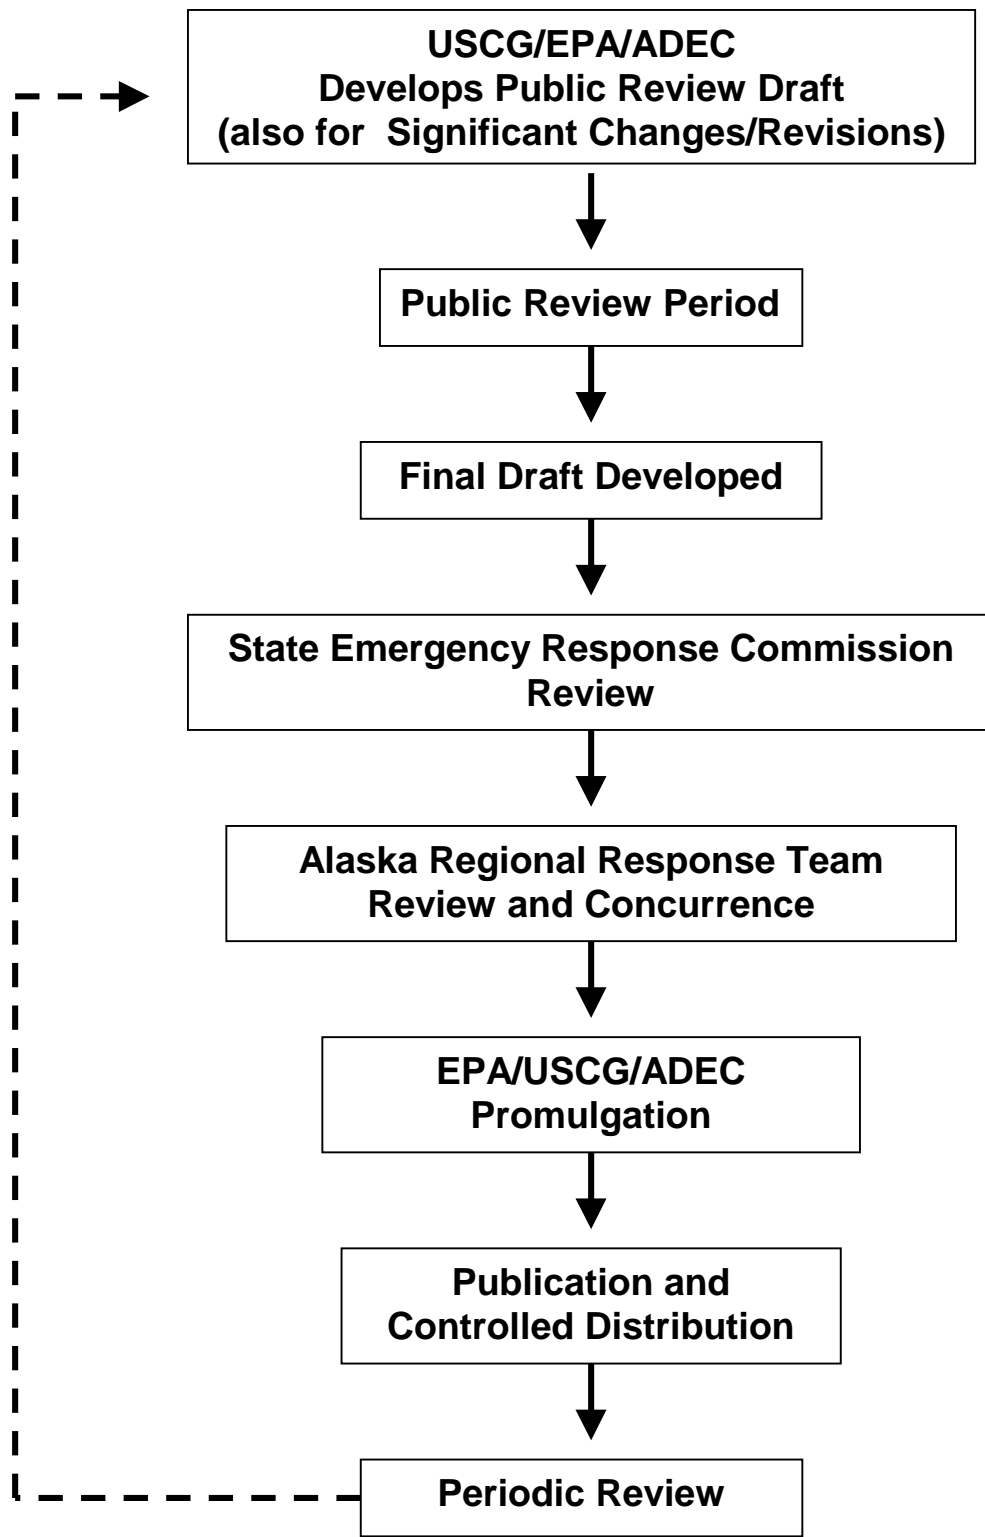 USCG/EPA/ADEC
Develops Public Review Draft
(also for  Significant Changes/Revisions)
Public Review Period
Final Draft Developed
State Emergency Response Commission
Review
Alaska Regional Response Team
Review and Concurrence
EPA/USCG/ADEC
Promulgation
Publication and
Controlled Distribution
Periodic Review